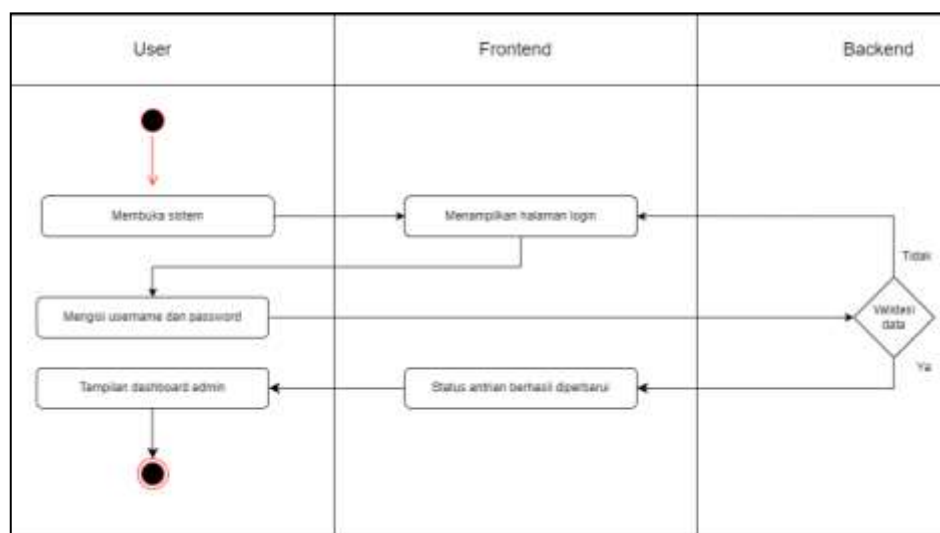 User
Frontend
Backend
Membuka sistem
Menampilkan halaman login
Tidak
Mengisi username dan password
Validasi
data
Ya
Tampilan dashboard admin
Status antrian berhasil diperbarui